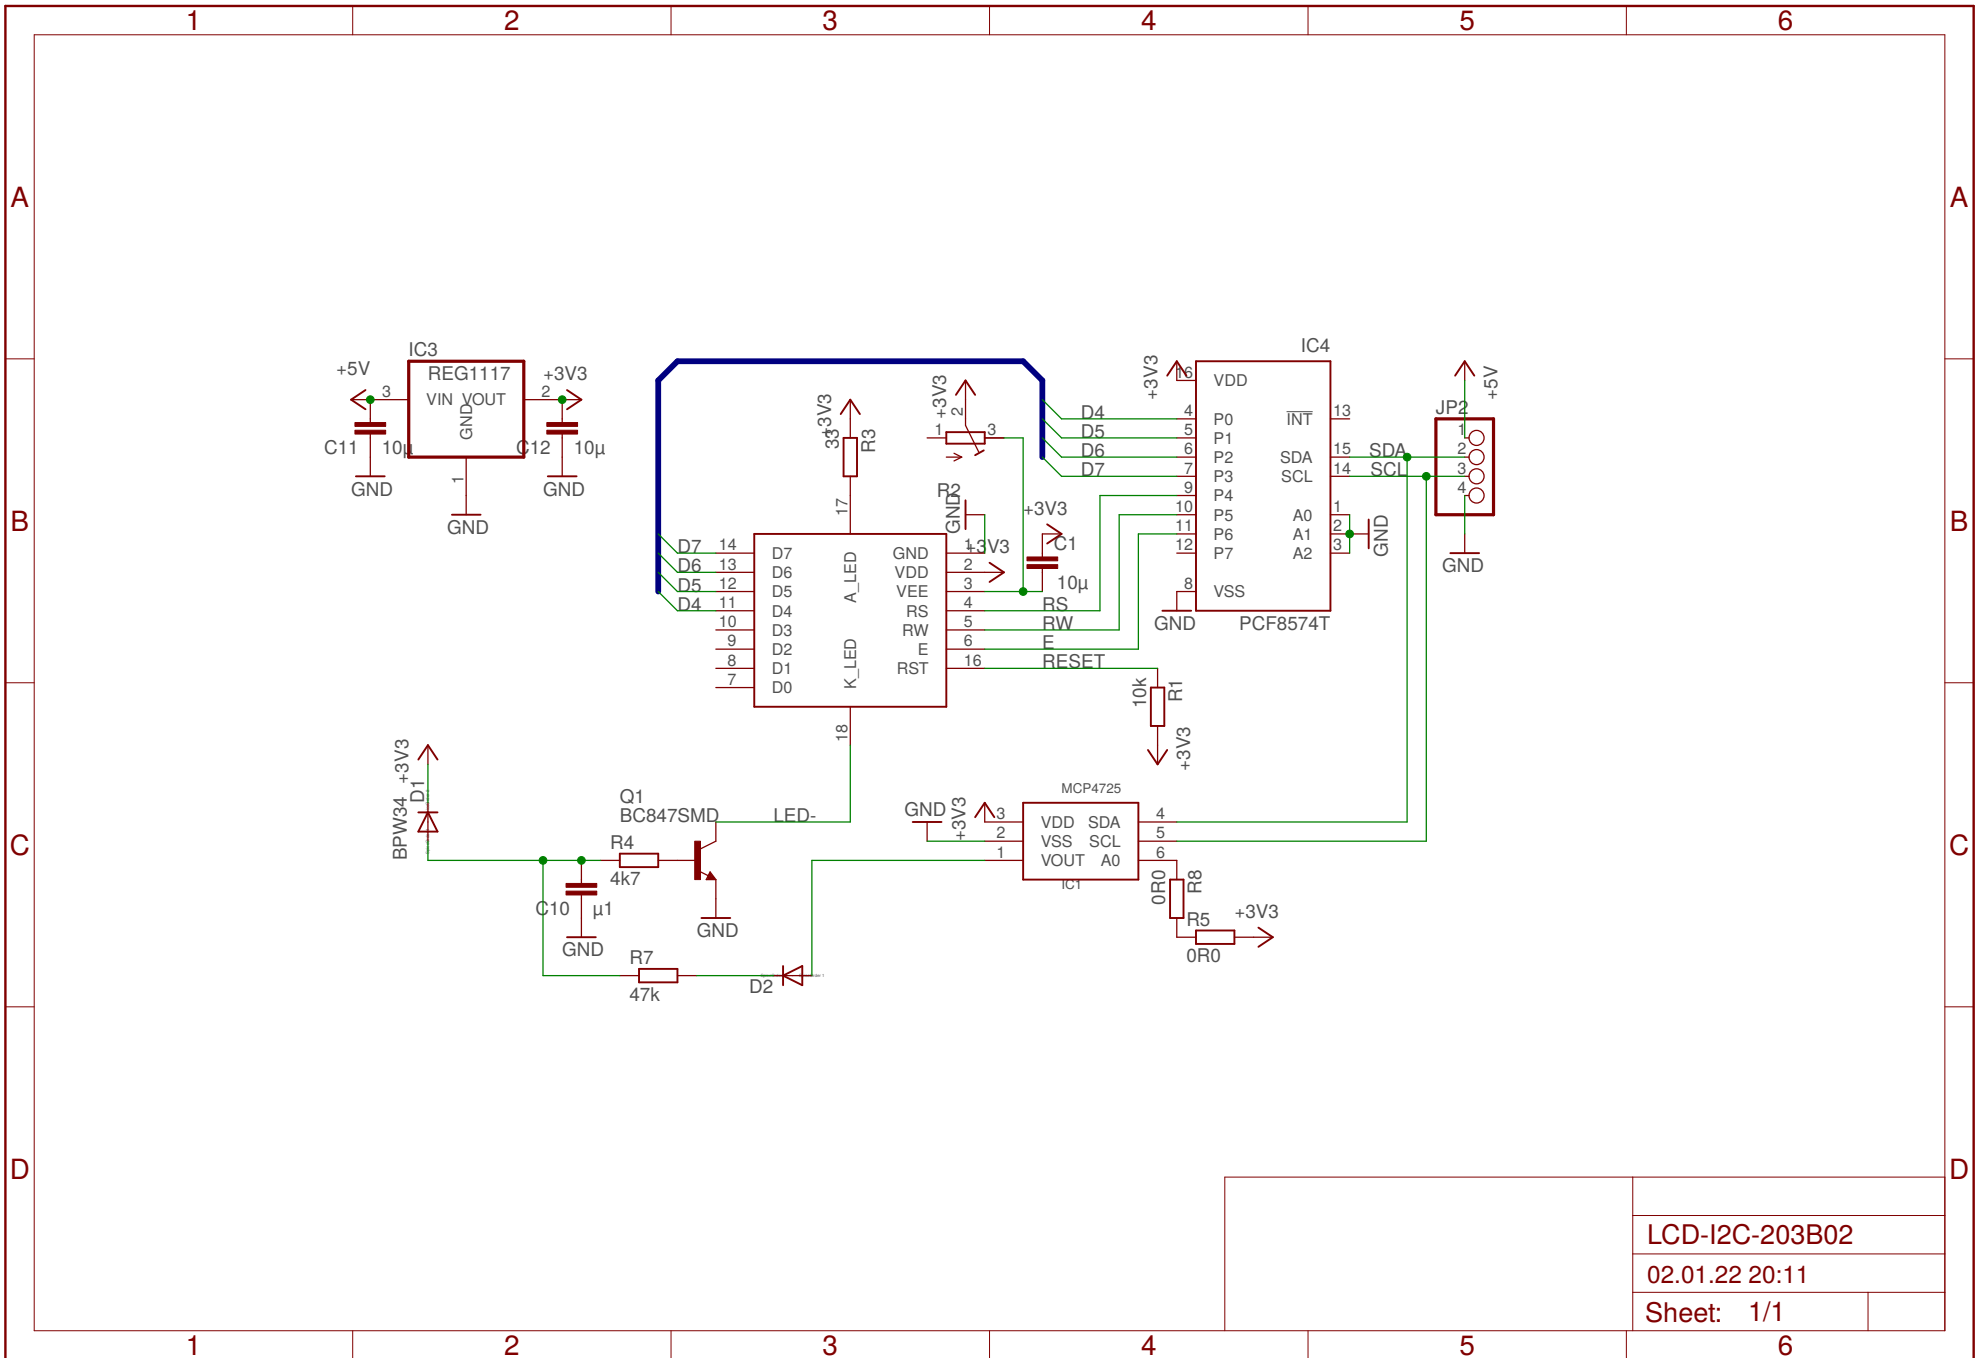 1 2 3 4 5 6
A A
B B
C C
D D
IC3
REG1117
VIN VOUT
GND
+5V 3
2 +3V3
1
C11 10µ
C12 10µ
GND
GND
GND
+3V3
33
R3
17
+3V3
2
1 3
R2
GND
+3V3
C1
10µ
+3V3
D7 14 D7
D6 13 D6
D5 12 D5
D4 11 D4
10 D3
9 D2
8 D1
7 D0
A_LED
K_LED
GND 1
VDD 2
VEE 3
RS 4 RS
RW 5 RW
E 6 E
RST 16 RESET
18
10k
R1
+3V3
IC4
+3V3
16 VDD
D4 4 P0
D5 5 P1
D6 6 P2
D7 7 P3
9 P4
10 P5
11 P6
12 P7
8 VSS
GND
INT 13
SDA 15 SDA
SCL 14 SCL
A0 1
A1 2
A2 3
GND
PCF8574T
JP2
+5V
1
2
3
4
GND
+3V3
D1
BPW34
Q1
BC847SMD
LED-
R4
4k7
C10 µ1
GND
GND
R7
47k
D2
MCP4725
GND
+3V3
3 VDD SDA 4
2 VSS SCL 5
1 VOUT A0 6
IC1
0R0
R8
R5
0R0
+3V3
LCD-I2C-203B02
02.01.22 20:11
Sheet: 1/1
1 2 3 4 5 6